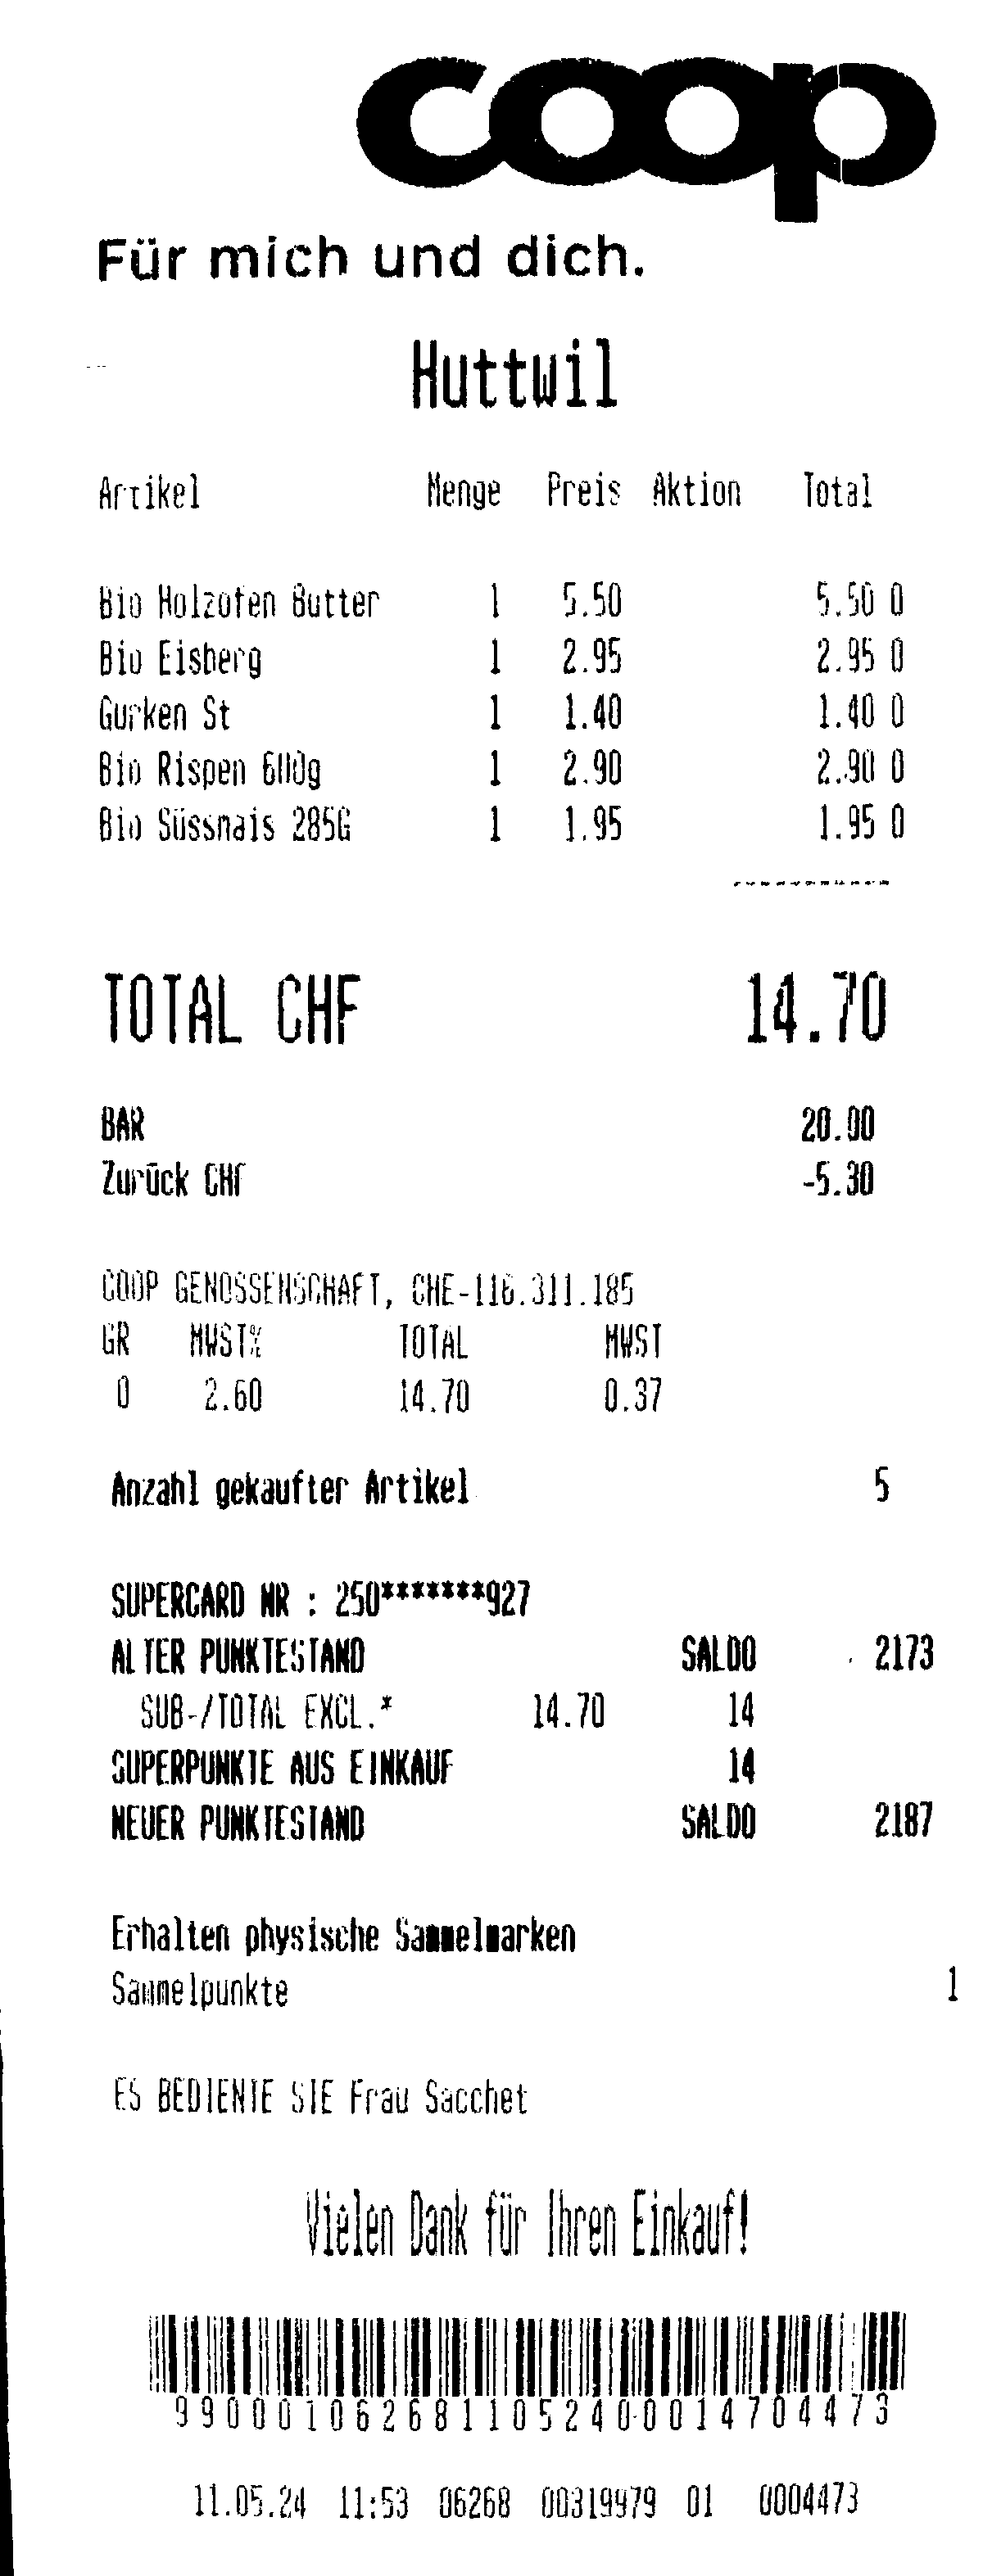 coop
Für mich und dich.
Huttwil
Artikel Menge Preis Aktion Total
Bio Holzofen Butter 1 5.50 5.50 0
Bio Eisberg 1 2.95 2.95 0
Gurken St 1 1.40 1.40 0
Bio Rispen 600g 1 2.90 2.90 0
Bio Süssmais 285G 1 1.95 1.95 0
TOTAL CHF 14.70
BAR 20.00
Zurück CHF -5.30
COOP GENOSSENSCHAFT, CHE-116.311.185
GR MWST% TOTAL MWST
0 2.60 14.70 0.37
Anzahl gekaufter Artikel 5
SUPERCARD NR : 250*******927
ALTER PUNKTESTAND SALDO 2173
SUB-/TOTAL EXCL.* 14.70 14
SUPERPUNKTE AUS EINKAUF 14
NEUER PUNKTESTAND SALDO 2187
Erhalten physische Sammelmarken
Sammelpunkte 1
ES BEDIENTE SIE Frau Sacchet
Vielen Dank für Ihren Einkauf!
9900010626811052400014704473
11.05.24 11:53 06268 00319979 01 0004473